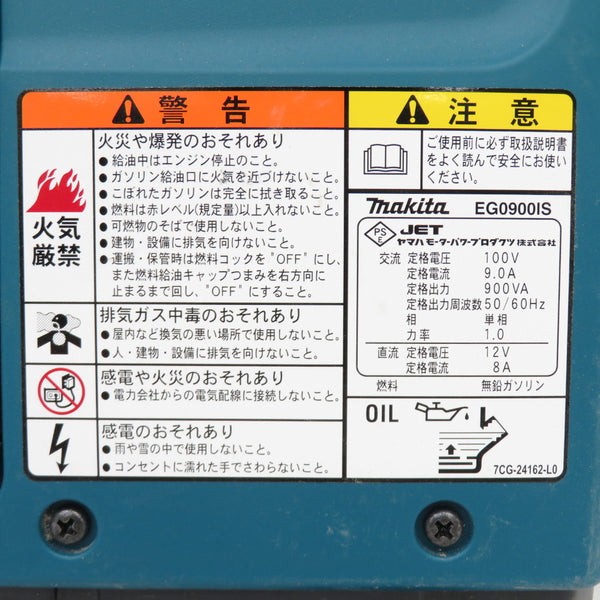 警告
火災や爆発のおそれあり
●給油中はエンジン停止のこと。
●ガソリン給油口に火気を近づけないこと。
●こぼれたガソリンは完全に拭き取ること。
●燃料は赤レベル(規定量)以上入れないこと。
●可燃物のそばで使用しないこと。
●建物・設備に排気を向けないこと。
●運搬・保管時は燃料コックを"OFF"にし、
また燃料給油キャップつまみを右方向に
止まるまで回し、"OFF"にすること。
火気
厳禁
排気ガス中毒のおそれあり
●屋内など換気の悪い場所で使用しないこと。
●人・建物・設備に排気を向けないこと。
感電や火災のおそれあり
●電力会社からの電気配線に接続しないこと。
感電のおそれあり
●雨や雪の中で使用しないこと。
●コンセントに濡れた手でさわらないこと。
注意
ご使用前に必ず取扱説明書
をよく読んで安全にお使い
ください。
makita EG0900IS
PS
E
JET
ヤマハモーターパワープロダクツ株式会社
交流 定格電圧 100V
定格電流 9.0A
定格出力 900VA
定格出力周波数 50/60Hz
相 単相
力率 1.0
直流 定格電圧 12V
定格電流 8A
燃料 無鉛ガソリン
OIL
7CG-24162-L0